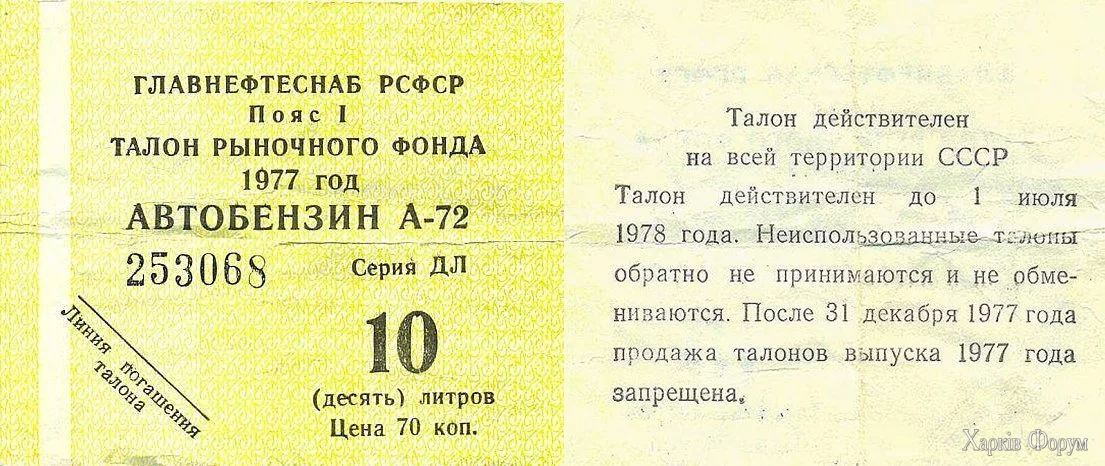 ГЛАВНЕФТЕСНАБ РСФСР
Пояс I
ТАЛОН РЫНОЧНОГО ФОНДА
1977 год
АВТОБЕНЗИН А-72
253068 Серия ДЛ
10
(десять) литров
Цена 70 коп.
Линия погашения
талона
Талон действителен
на всей территории СССР
Талон действителен до 1 июля
1978 года. Неиспользованные талоны
обратно не принимаются и не обме-
ниваются. После 31 декабря 1977 года
продажа талонов выпуска 1977 года
запрещена.
Харків Форум